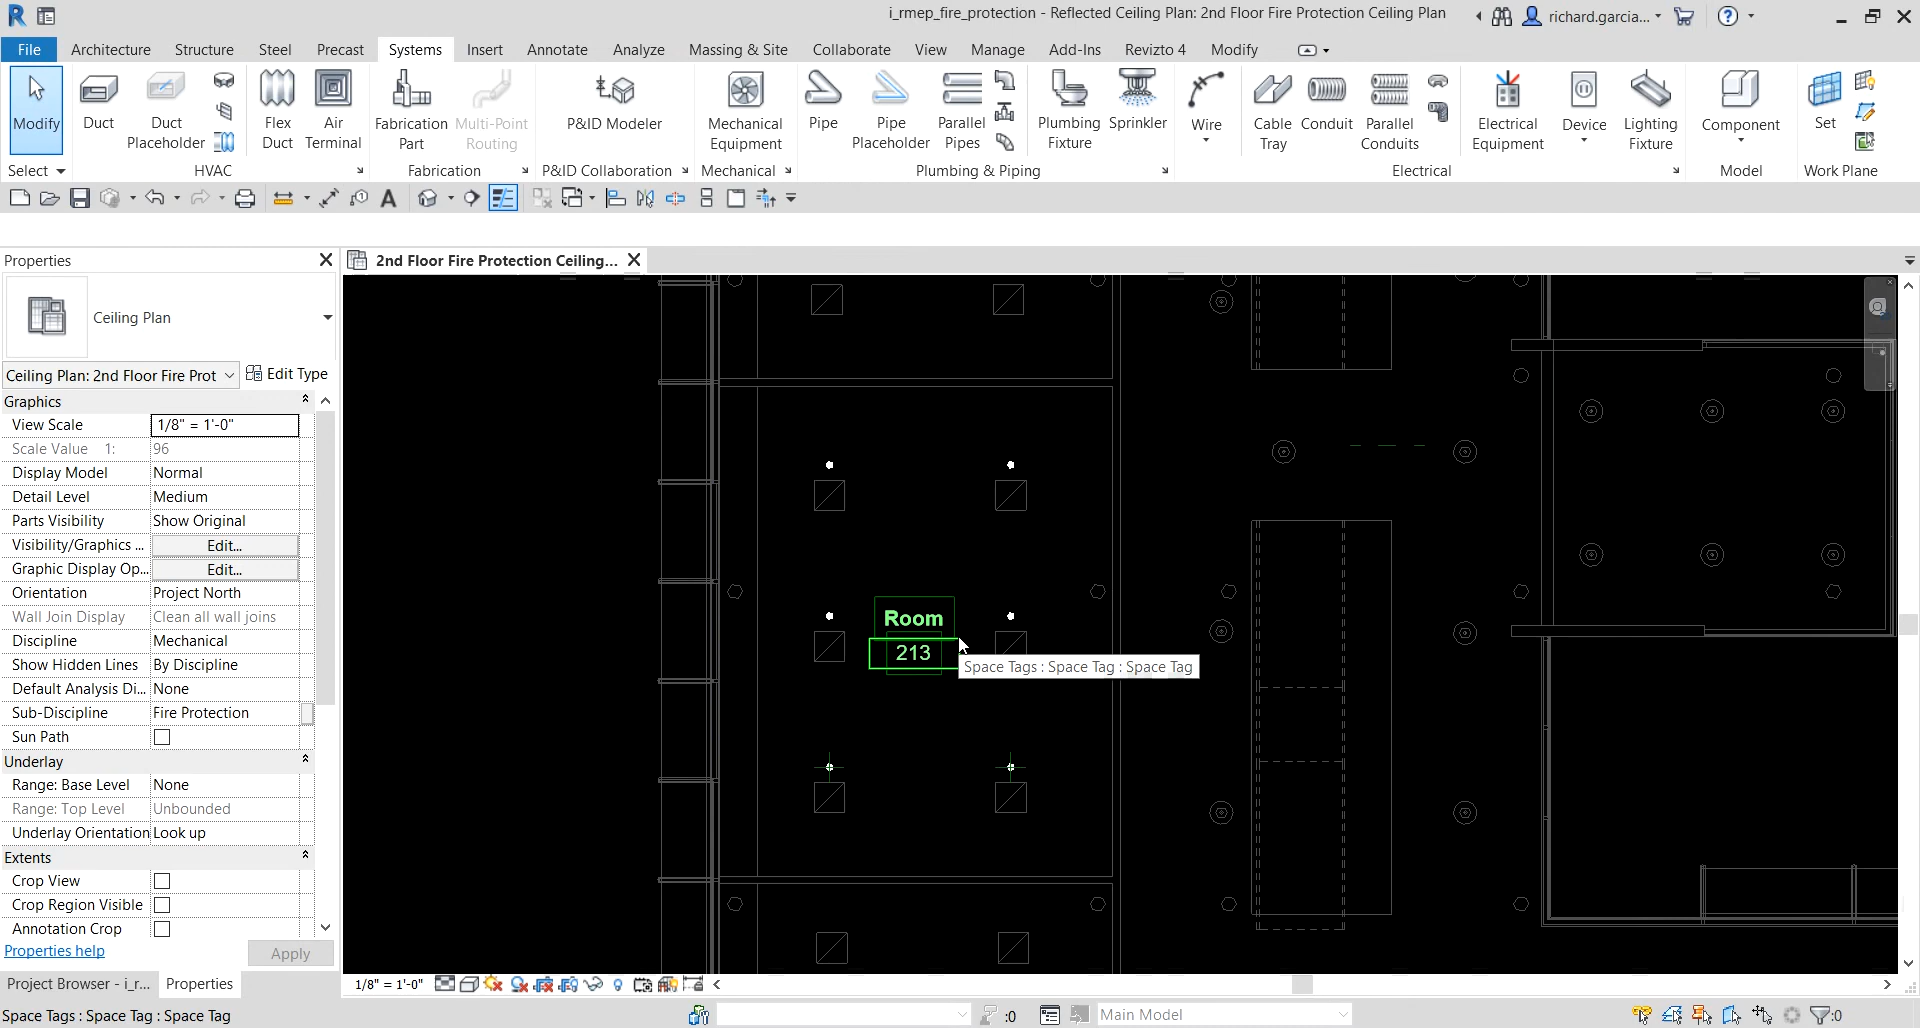 i_rmep_fire_protection - Reflected Ceiling Plan: 2nd Floor Fire Protection Ceiling Plan
richard.garcia...
File Architecture Structure Steel Precast Systems Insert Annotate Analyze Massing & Site Collaborate View Manage Add-Ins Revizto 4 Modify
Modify
Duct
Duct
Placeholder
Flex
Duct
Air
Terminal
Fabrication
Part
Multi-Point
Routing
P&ID Modeler
Mechanical
Equipment
Pipe
Pipe
Placeholder
Parallel
Pipes
Plumbing
Fixture
Sprinkler
Wire
Cable
Tray
Conduit
Parallel
Conduits
Electrical
Equipment
Device
Lighting
Fixture
Component
Set
Select HVAC Fabrication P&ID Collaboration Mechanical Plumbing & Piping Electrical Model Work Plane
Properties
2nd Floor Fire Protection Ceiling...
Ceiling Plan
Ceiling Plan: 2nd Floor Fire Prot Edit Type
Graphics
View Scale 1/8" = 1'-0"
Scale Value 1: 96
Display Model Normal
Detail Level Medium
Parts Visibility Show Original
Visibility/Graphics ... Edit...
Graphic Display Op... Edit...
Orientation Project North
Wall Join Display Clean all wall joins
Discipline Mechanical
Show Hidden Lines By Discipline
Default Analysis Di... None
Sub-Discipline Fire Protection
Sun Path
Underlay
Range: Base Level None
Range: Top Level Unbounded
Underlay Orientation Look up
Extents
Crop View
Crop Region Visible
Annotation Crop
Properties help Apply
Project Browser - i_r... Properties
Room
213
Space Tags : Space Tag : Space Tag
1/8" = 1'-0"
Space Tags : Space Tag : Space Tag
:0
Main Model
:0